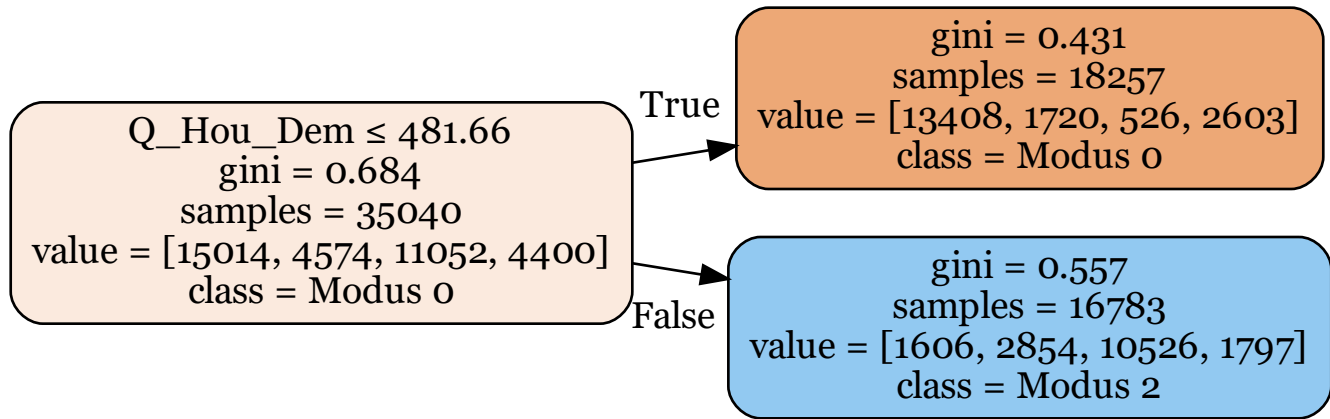 Q_Hou_Dem ≤ 481.66
gini = 0.684
samples = 35040
value = [15014, 4574, 11052, 4400]
class = Modus 0
True
gini = 0.431
samples = 18257
value = [13408, 1720, 526, 2603]
class = Modus 0
False
gini = 0.557
samples = 16783
value = [1606, 2854, 10526, 1797]
class = Modus 2